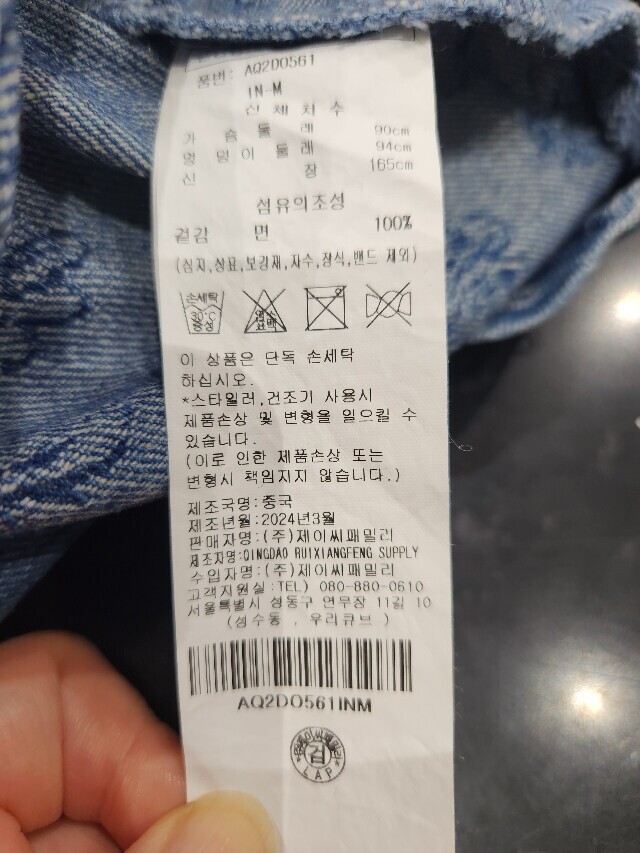 품번: AQ2DO561
IN-M
신 체 치 수
가 슴 둘 레 90cm
엉 덩 이 둘 레 94cm
신 장 165cm
섬유의조성
겉감 면 100%
(심지,상표,보강재,자수,장식,밴드 제외)
손세탁
30°C
중성
염소
표백
이 상품은 단독 손세탁
하십시오.
*스타일러,건조기 사용시
제품손상 및 변형을 일으킬 수
있습니다.
(이로 인한 제품손상 또는
변형시 책임지지 않습니다.)
제조국명:중국
제조년월:2024년3월
판매자명:(주)제이씨패밀리
제조자명:QINGDAO RUIXIANGFENG SUPPLY
수입자명:(주)제이씨패밀리
고객지원실:TEL) 080-880-0610
서울특별시 성동구 연무장 11길 10
(성수동 , 우리큐브 )
AQ2DO561INM
검
LAP